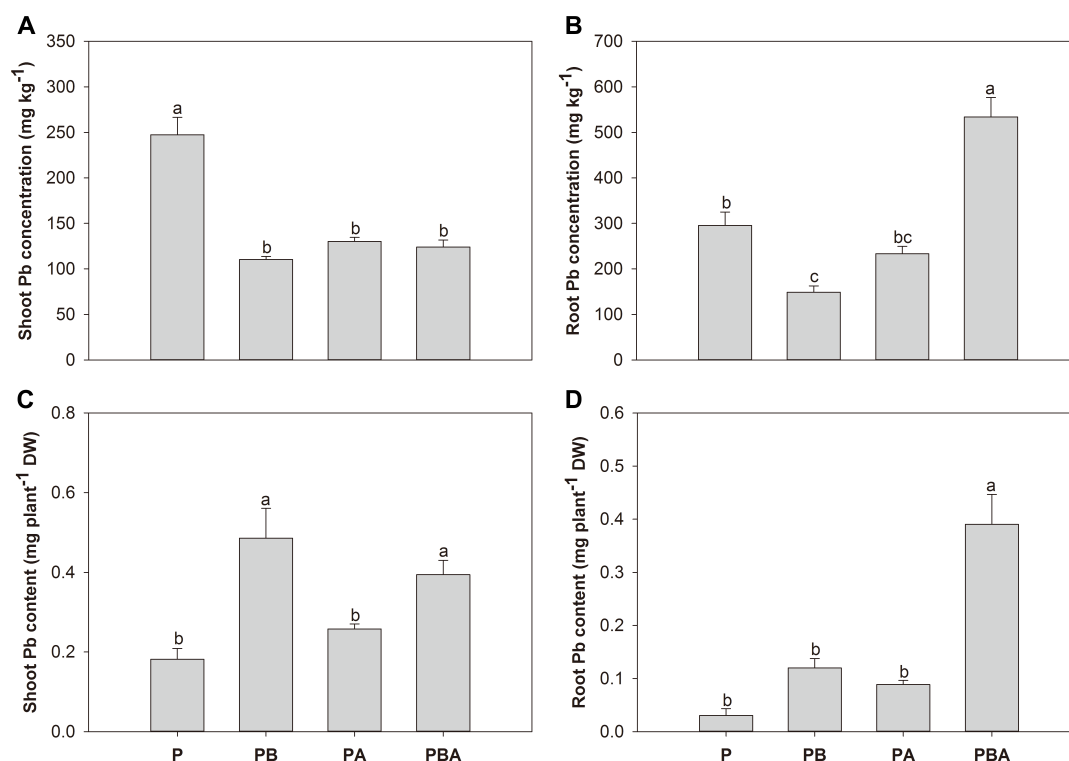 A
Shoot Pb concentration (mg kg-1)
350
300
250
200
150
100
50
0
a
b
b
b
B
Root Pb concentration (mg kg-1)
700
600
500
400
300
200
100
0
b
c
bc
a
C
Shoot Pb content (mg plant-1 DW)
0.8
0.6
0.4
0.2
0.0
b
a
b
a
P PB PA PBA
D
Root Pb content (mg plant-1 DW)
0.6
0.5
0.4
0.3
0.2
0.1
0.0
b
b
b
a
P PB PA PBA